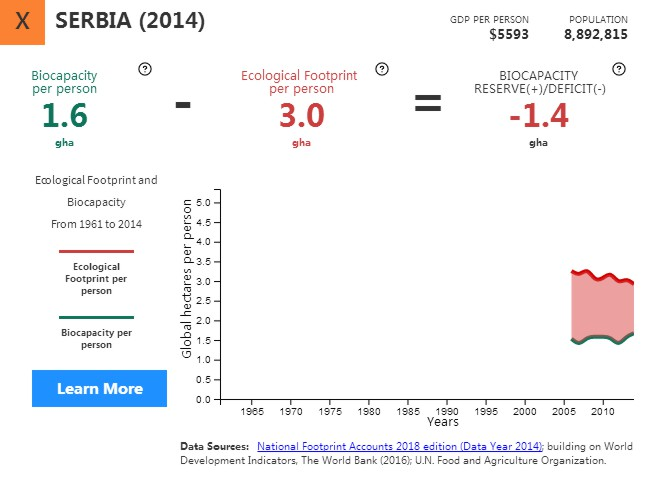 X
SERBIA (2014)
GDP PER PERSON
$5593
POPULATION
8,892,815
Biocapacity
per person
?
1.6
gha
-
Ecological Footprint
per person
?
3.0
gha
=
BIOCAPACITY
RESERVE(+)/DEFICIT(-)
?
-1.4
gha
Ecological Footprint and
Biocapacity
From 1961 to 2014
Ecological
Footprint per
person
Biocapacity per
person
Learn More
Global hectares per person
5.0
4.5
4.0
3.5
3.0
2.5
2.0
1.5
1.0
0.5
0.0
1965 1970 1975 1980 1985 1990 1995 2000 2005 2010
Years
Data Sources: National Footprint Accounts 2018 edition (Data Year 2014); building on World
Development Indicators, The World Bank (2016); U.N. Food and Agriculture Organization.